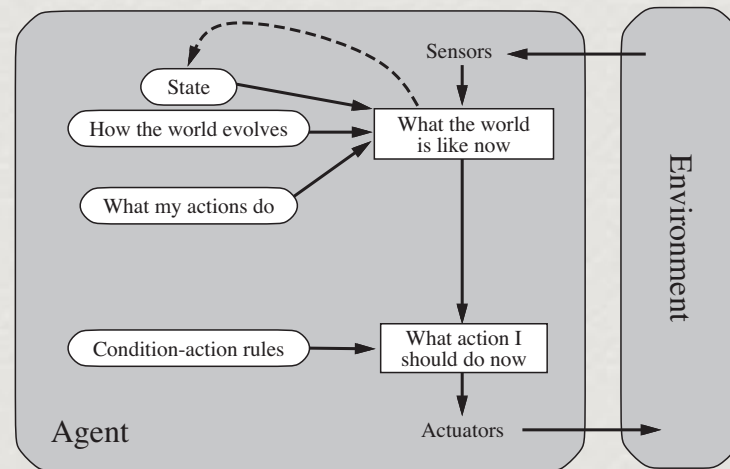 Sensors
State
How the world evolves
What the world
is like now
What my actions do
Condition-action rules
What action I
should do now
Agent
Actuators
Environment